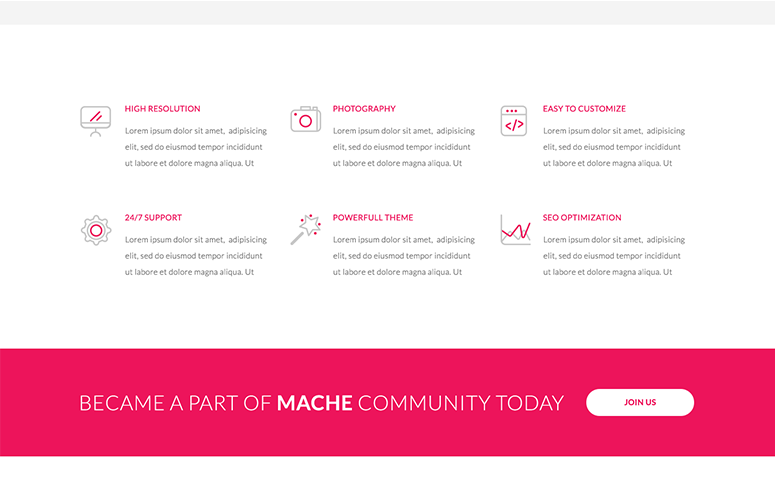 HIGH RESOLUTION
Lorem ipsum dolor sit amet, adipisicing
elit, sed do eiusmod tempor incididunt
ut labore et dolore magna aliqua. Ut
PHOTOGRAPHY
Lorem ipsum dolor sit amet, adipisicing
elit, sed do eiusmod tempor incididunt
ut labore et dolore magna aliqua. Ut
EASY TO CUSTOMIZE
Lorem ipsum dolor sit amet, adipisicing
elit, sed do eiusmod tempor incididunt
ut labore et dolore magna aliqua. Ut
24/7 SUPPORT
Lorem ipsum dolor sit amet, adipisicing
elit, sed do eiusmod tempor incididunt
ut labore et dolore magna aliqua. Ut
POWERFULL THEME
Lorem ipsum dolor sit amet, adipisicing
elit, sed do eiusmod tempor incididunt
ut labore et dolore magna aliqua. Ut
SEO OPTIMIZATION
Lorem ipsum dolor sit amet, adipisicing
elit, sed do eiusmod tempor incididunt
ut labore et dolore magna aliqua. Ut
BECAME A PART OF MACHE COMMUNITY TODAY
JOIN US